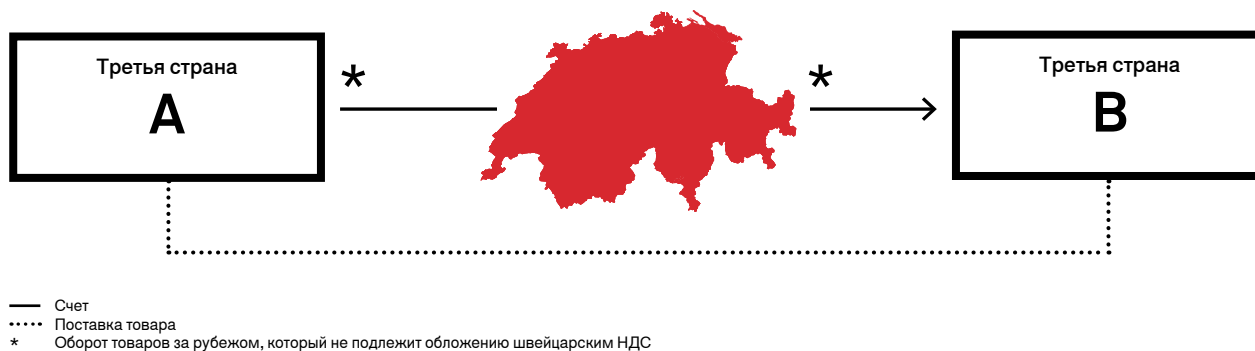 Третья страна
A
*
*
Третья страна
B
Счет
Поставка товара
* Оборот товаров за рубежом, который не подлежит обложению швейцарским НДС